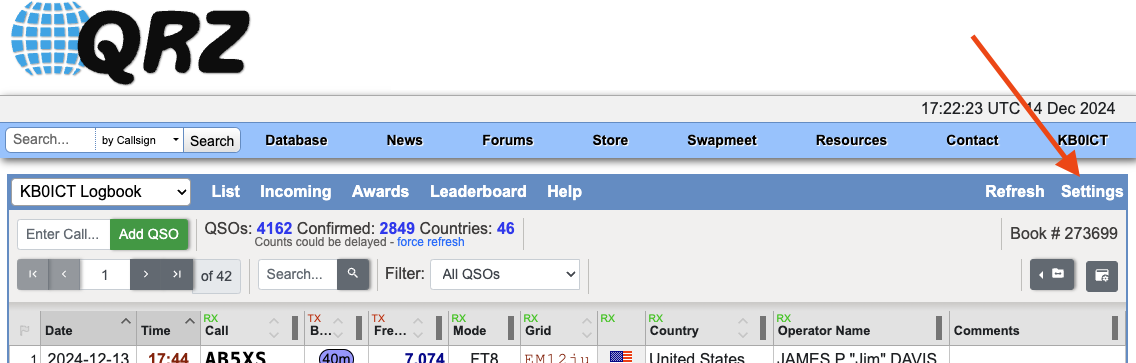 QRZ
17:22:23 UTC 14 Dec 2024
Search... by Callsign Search Database News Forums Store Swapmeet Resources Contact KB0ICT
KB0ICT Logbook List Incoming Awards Leaderboard Help Refresh Settings
Enter Call... Add QSO QSOs: 4162 Confirmed: 2849 Countries: 46 Book # 273699
Counts could be delayed - force refresh
1 of 42 Search... Filter: All QSOs
RX TX TX RX RX RX RX RX
Date Time Call B... Fre... Mode Grid Country Operator Name Comments
1 2024-12-13 17:44 AB5XS 40m 7.074 FT8 EM12ju United States JAMES P "Jim" DAVIS